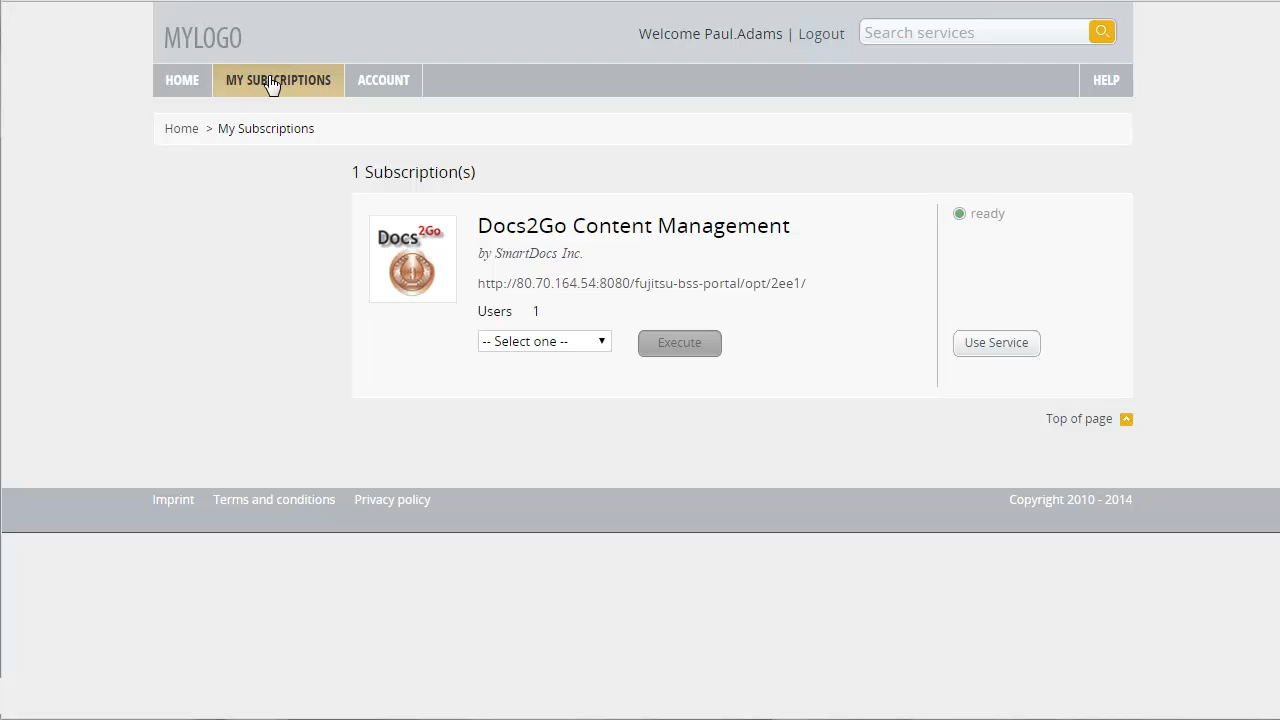 MYLOGO
Welcome Paul.Adams | Logout
Search services
HOME
MY SUBSCRIPTIONS
ACCOUNT
HELP
Home > My Subscriptions
1 Subscription(s)
Docs2Go
Docs2Go Content Management
by SmartDocs Inc.
http://80.70.164.54:8080/fujitsu-bss-portal/opt/2ee1/
Users 1
-- Select one --
Execute
ready
Use Service
Top of page
Imprint
Terms and conditions
Privacy policy
Copyright 2010 - 2014